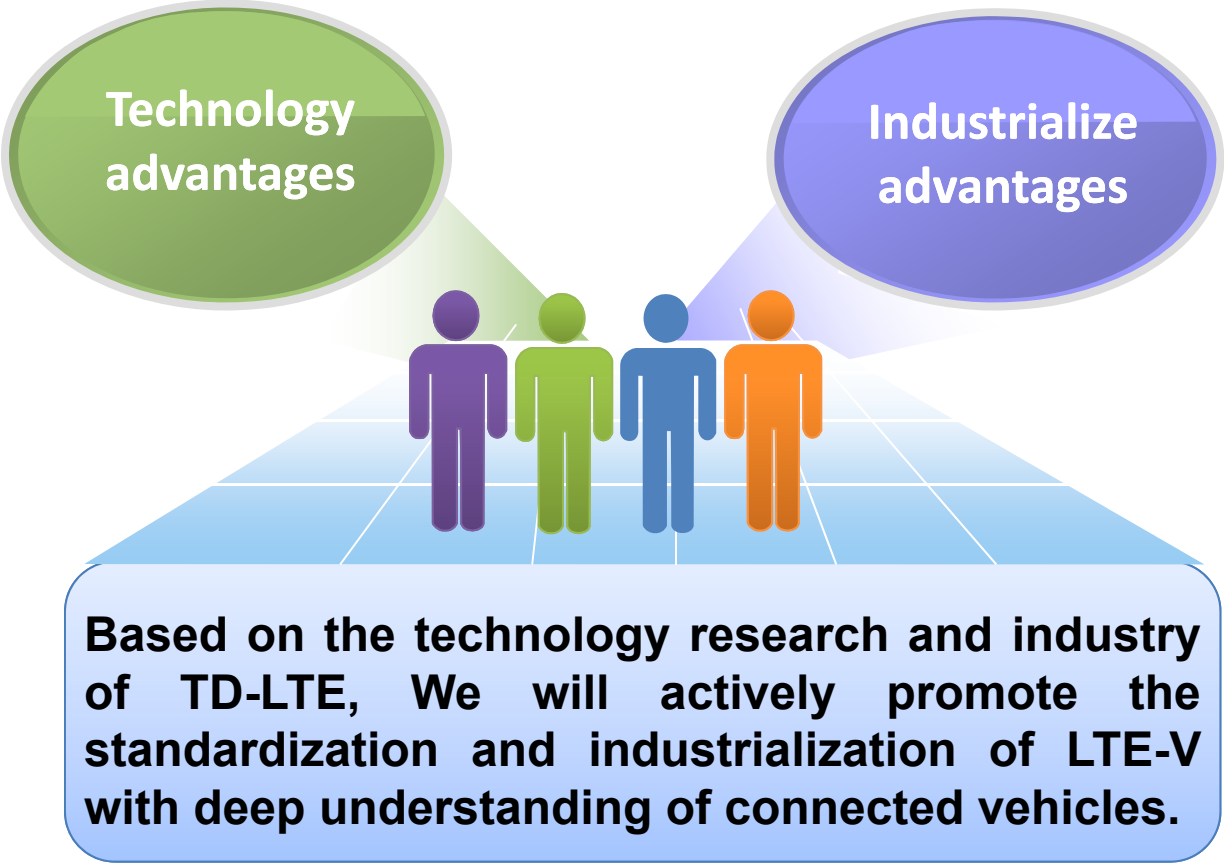 Technology
advantages
Industrialize
advantages
Based on the technology research and industry
of TD-LTE, We will actively promote the
standardization and industrialization of LTE-V
with deep understanding of connected vehicles.